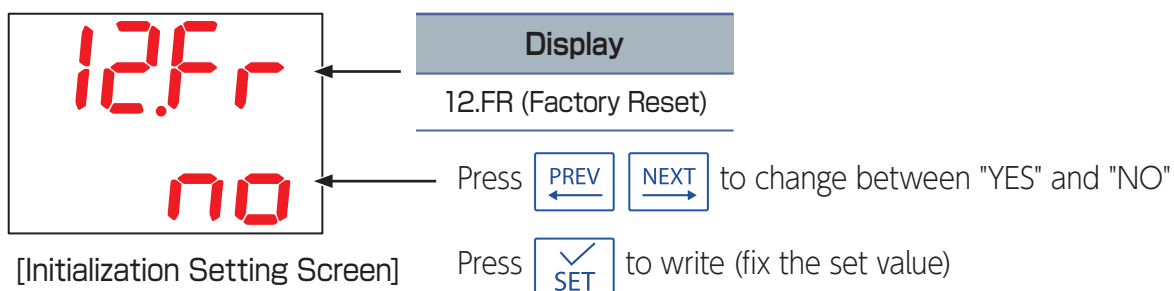 12.Fr
Display
12.FR (Factory Reset)
no
Press PREV NEXT to change between "YES" and "NO"
[Initialization Setting Screen]
Press SET to write (fix the set value)